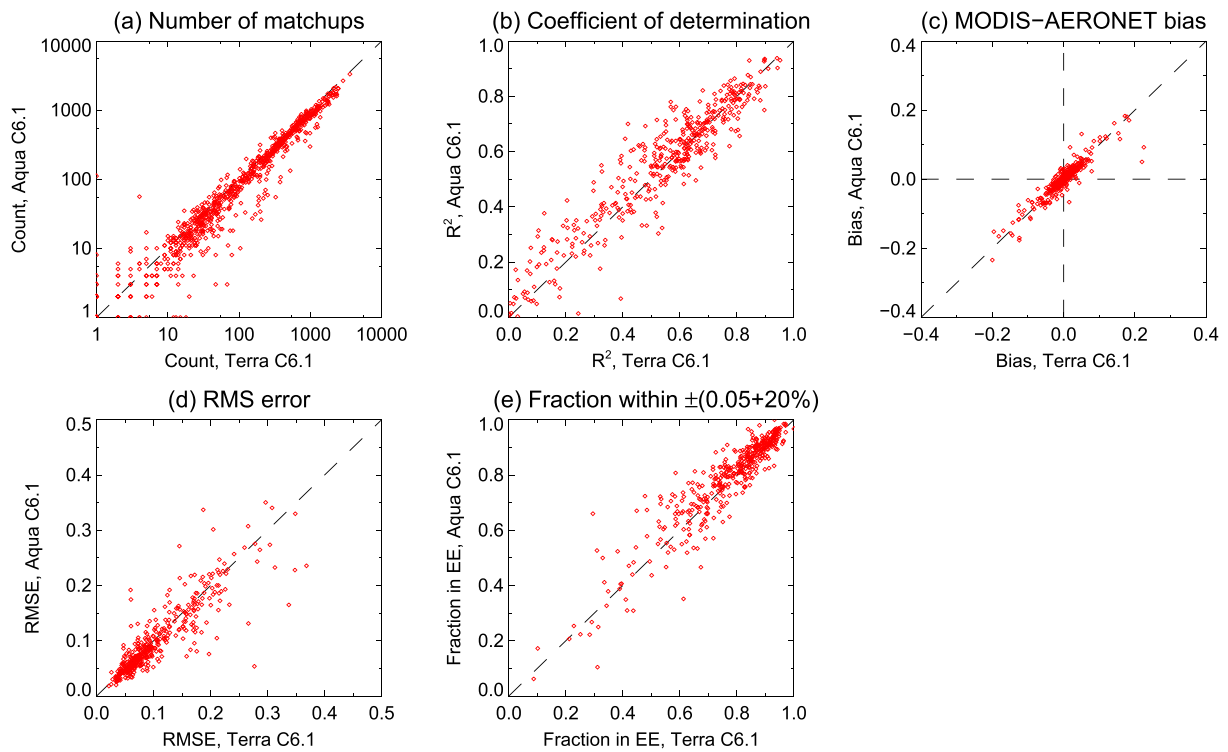 (a) Number of matchups
10000
1000
100
10
1
Count, Aqua C6.1
1 10 100 1000 10000
Count, Terra C6.1
(b) Coefficient of determination
1.0
0.8
0.6
0.4
0.2
0.0
R², Aqua C6.1
0.0 0.2 0.4 0.6 0.8 1.0
R², Terra C6.1
(c) MODIS−AERONET bias
0.4
0.2
0.0
−0.2
−0.4
Bias, Aqua C6.1
−0.4 −0.2 0.0 0.2 0.4
Bias, Terra C6.1
(d) RMS error
0.5
0.4
0.3
0.2
0.1
0.0
RMSE, Aqua C6.1
0.0 0.1 0.2 0.3 0.4 0.5
RMSE, Terra C6.1
(e) Fraction within ±(0.05+20%)
1.0
0.8
0.6
0.4
0.2
0.0
Fraction in EE, Aqua C6.1
0.0 0.2 0.4 0.6 0.8 1.0
Fraction in EE, Terra C6.1